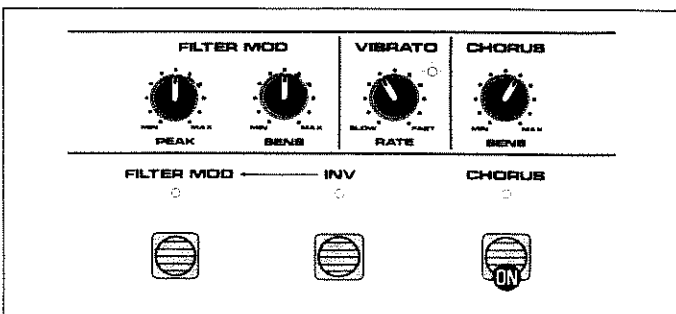 FILTER MOD VIBRATO CHORUS
MIN MAX MIN MAX SLOW FAST MIN MAX
PEAK SENS RATE SENS
FILTER MOD INV CHORUS
ON